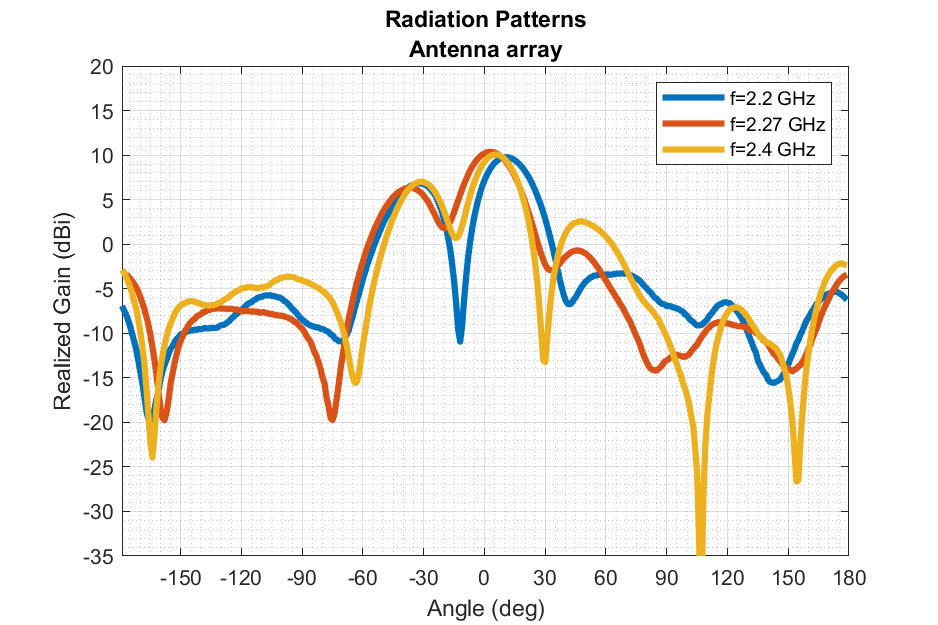 Radiation Patterns
Antenna array
f=2.2 GHz
f=2.27 GHz
f=2.4 GHz
Realized Gain (dBi)
20
15
10
5
0
-5
-10
-15
-20
-25
-30
-35
-150 -120 -90 -60 -30 0 30 60 90 120 150 180
Angle (deg)